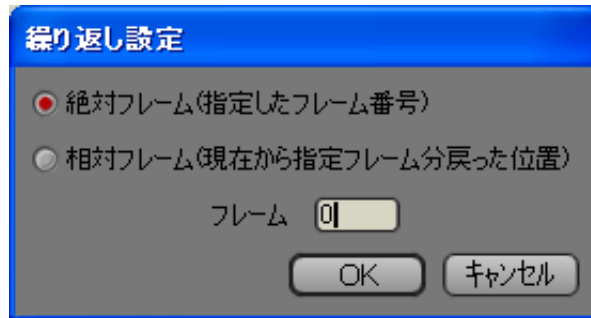 繰り返し設定
絶対フレーム(指定したフレーム番号)
相対フレーム(現在から指定フレーム分戻った位置)
フレーム 0
OK キャンセル